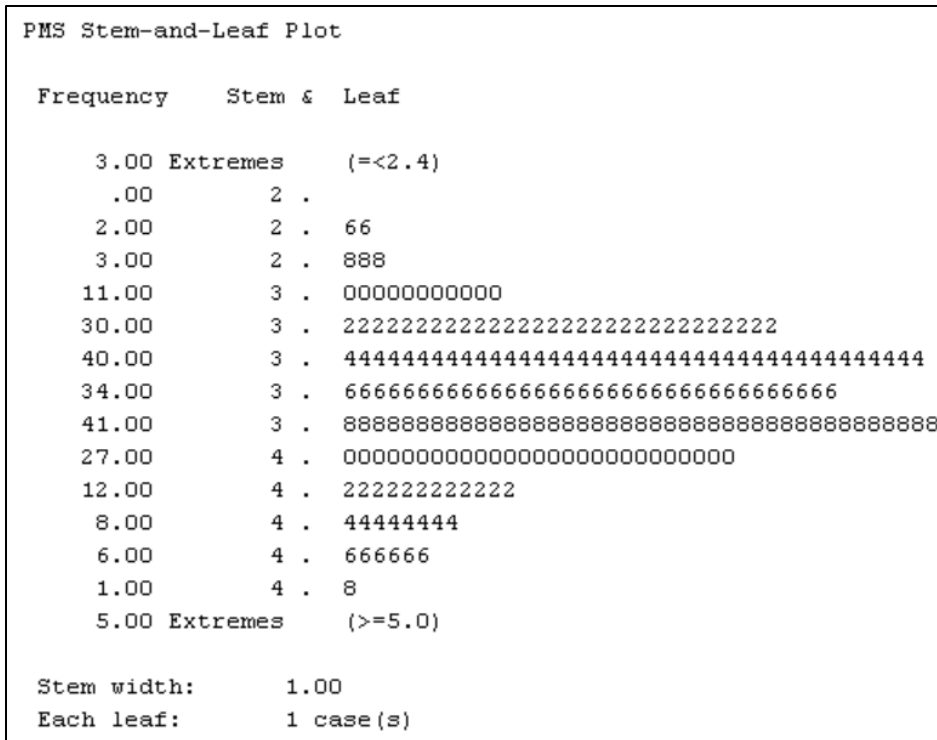 PMS Stem-and-Leaf Plot
Frequency Stem & Leaf
3.00 Extremes (=<2.4)
.00 2 .
2.00 2 . 66
3.00 2 . 888
11.00 3 . 00000000000
30.00 3 . 222222222222222222222222222222
40.00 3 . 4444444444444444444444444444444444444444
34.00 3 . 6666666666666666666666666666666666
41.00 3 . 88888888888888888888888888888888888888888
27.00 4 . 000000000000000000000000000
12.00 4 . 222222222222
8.00 4 . 44444444
6.00 4 . 666666
1.00 4 . 8
5.00 Extremes (>=5.0)
Stem width: 1.00
Each leaf: 1 case(s)